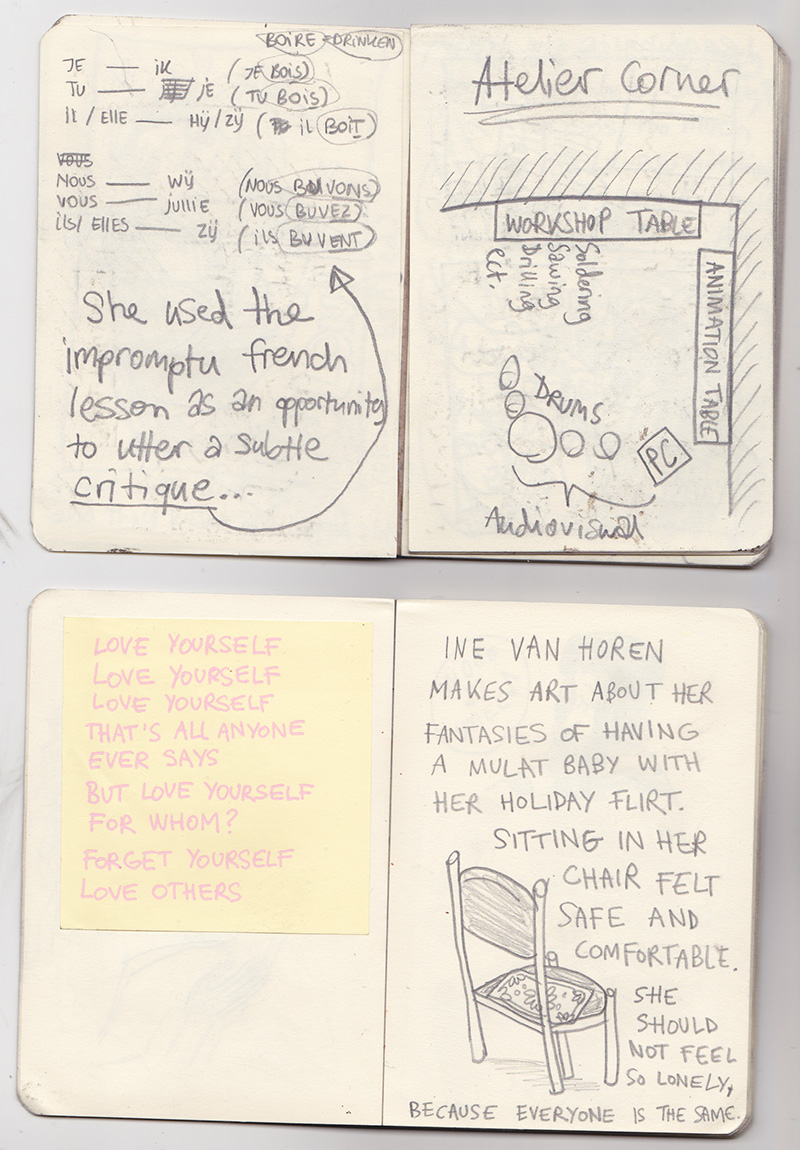 BOIRE = DRINKEN
JE — ik (JE BOIS)
TU — JE (TU BOIS)
il / Elle — Hij / Zij (il BOIT)
VOUS
NOUS — Wij (NOUS BUVONS)
VOUS — JULLIE (VOUS BUVEZ)
ils / ELLES — Zij (ils BUVENT)
She used the
impromptu french
lesson as an opportunity
to utter a subtle
critique...
Atelier Corner
WORKSHOP TABLE
Soldering
Sawing
Drilling
ect.
ANIMATION TABLE
DRUMS
PC
Audiovisual
LOVE YOURSELF
LOVE YOURSELF
LOVE YOURSELF
THAT'S ALL ANYONE
EVER SAYS
BUT LOVE YOURSELF
FOR WHOM?
FORGET YOURSELF
LOVE OTHERS
INE VAN HOREN
MAKES ART ABOUT HER
FANTASIES OF HAVING
A MULAT BABY WITH
HER HOLIDAY FLIRT.
SITTING IN HER
CHAIR FELT
SAFE AND
COMFORTABLE.
SHE
SHOULD
NOT FEEL
SO LONELY,
BECAUSE EVERYONE IS THE SAME.